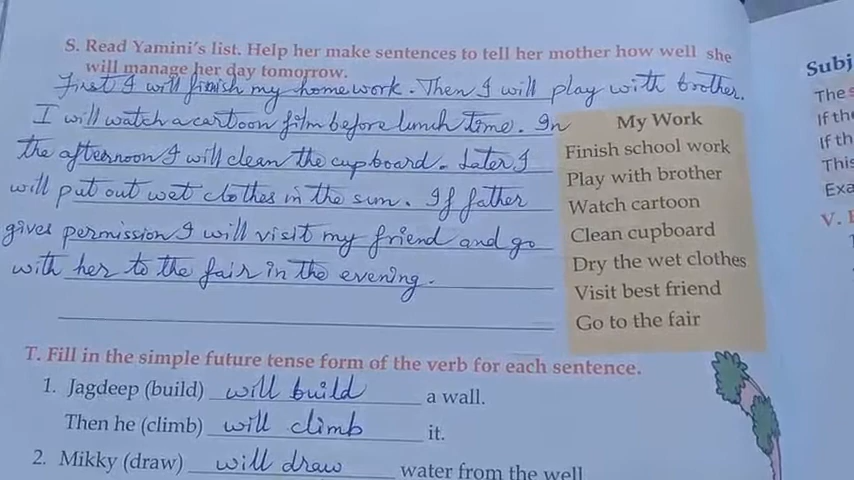 S. Read Yamini's list. Help her make sentences to tell her mother how well she
will manage her day tomorrow.
First I will finish my homework. Then I will play with brother.
I will watch a cartoon film before lunch time. In
the afternoon I will clean the cupboard. Later I
will put out wet clothes in the sun. If father
gives permission I will visit my friend and go
with her to the fair in the evening.
My Work
Finish school work
Play with brother
Watch cartoon
Clean cupboard
Dry the wet clothes
Visit best friend
Go to the fair
T. Fill in the simple future tense form of the verb for each sentence.
1. Jagdeep (build) will build a wall.
Then he (climb) will climb it.
2. Mikky (draw) will draw water from the well
Subj
The
If the
If th
This
Exa
V.